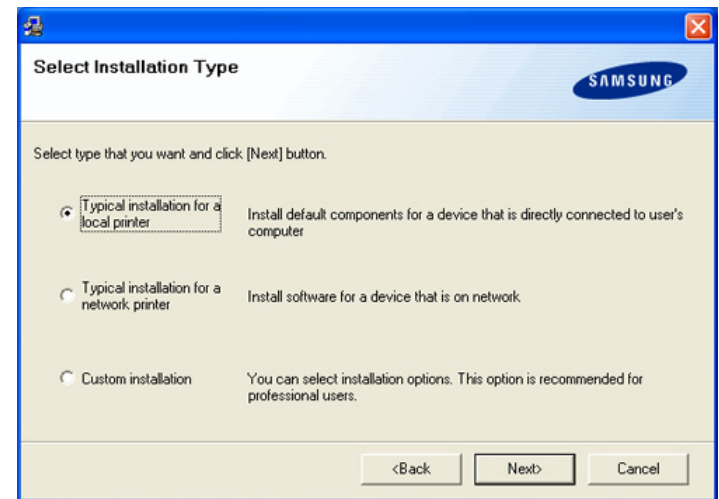 Select Installation Type
SAMSUNG
Select type that you want and click [Next] button.
Typical installation for a
local printer
Install default components for a device that is directly connected to user's
computer
Typical installation for a
network printer
Install software for a device that is on network
Custom installation
You can select installation options. This option is recommended for
professional users.
<Back
Next>
Cancel